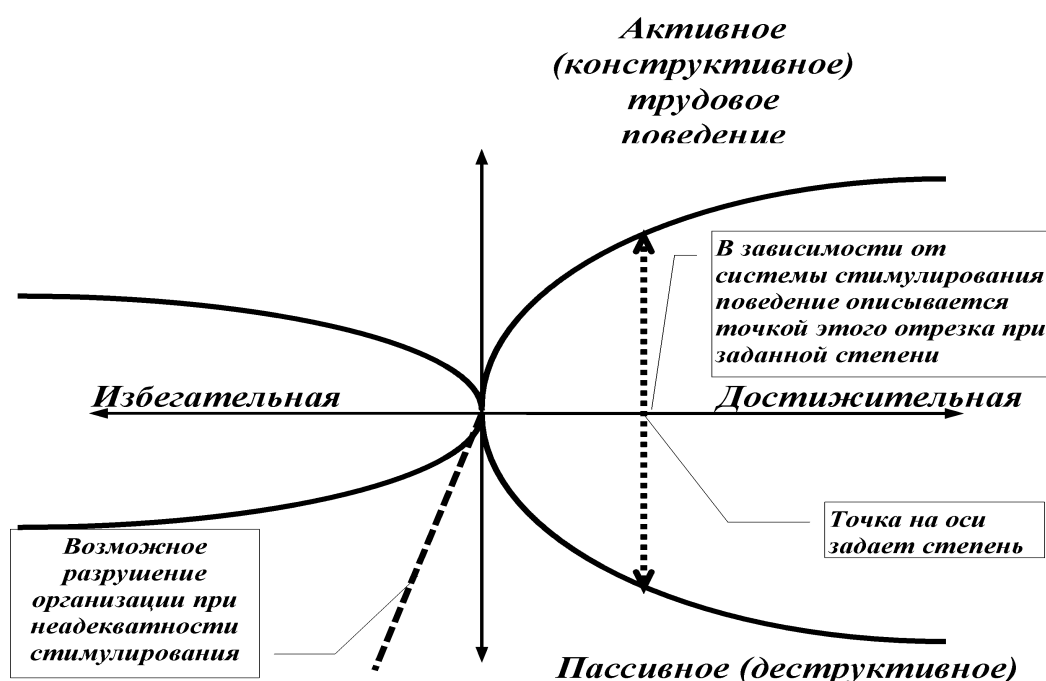 Активное
(конструктивное)
трудовое
поведение
В зависимости от
системы стимулирования
поведение описывается
точкой этого отрезка при
заданной степени
Избегательная
Достижительная
Точка на оси
задает степень
Возможное
разрушение
организации при
неадекватности
стимулирования
Пассивное (деструктивное)